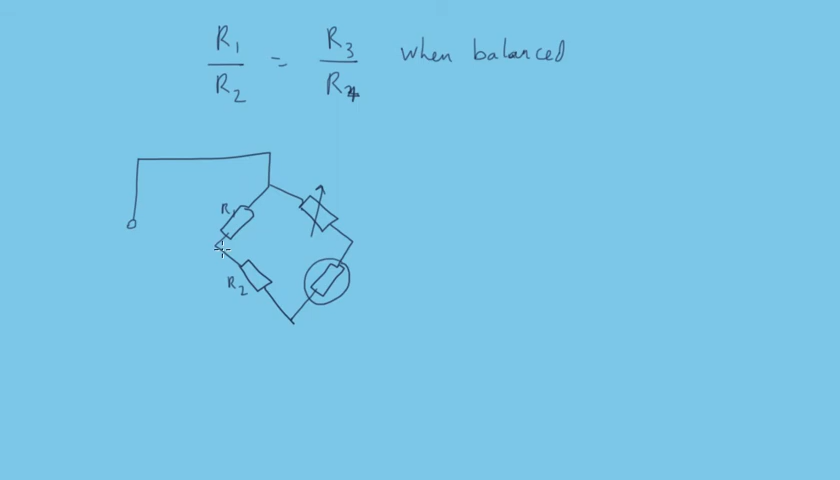 R₁/R₂ = R₃/R₄ when balanced
R₁
R₂